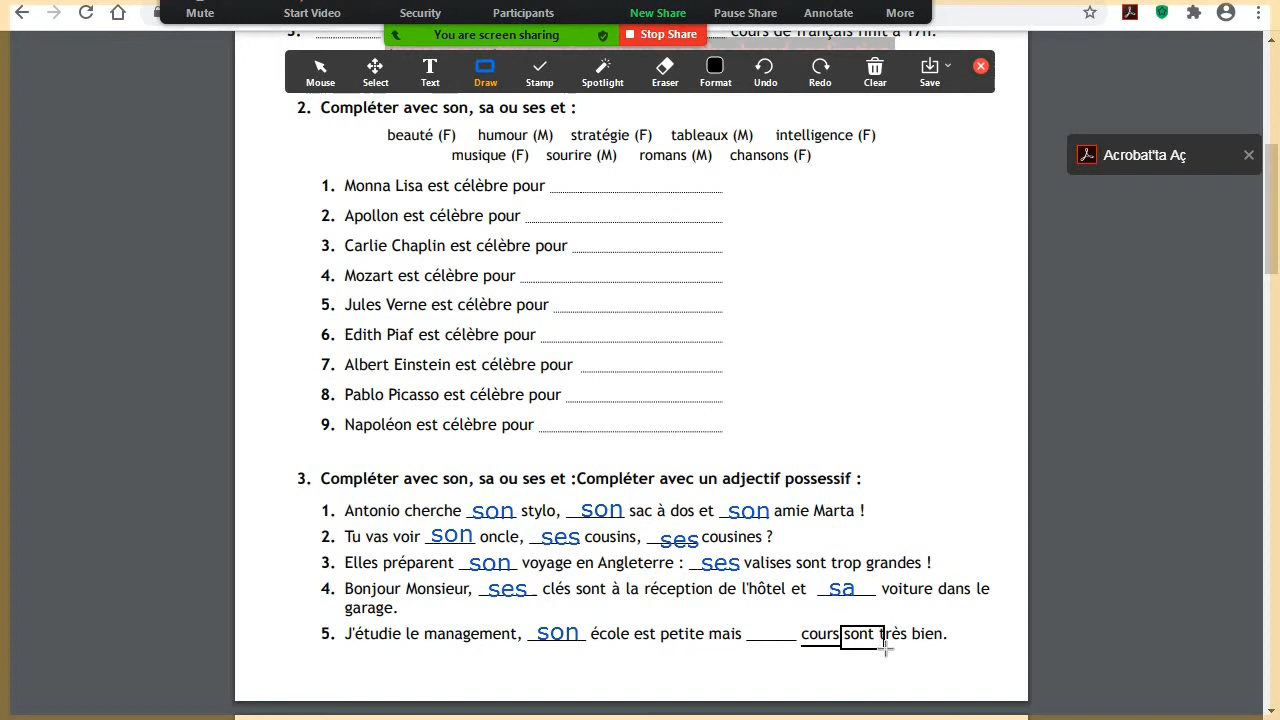 Mute Start Video Security Participants New Share Pause Share Annotate More
You are screen sharing Stop Share
cours de français finit à 17h.
Mouse Select Text Draw Stamp Spotlight Eraser Format Undo Redo Clear Save
2. Compléter avec son, sa ou ses et :
beauté (F) humour (M) stratégie (F) tableaux (M) intelligence (F)
musique (F) sourire (M) romans (M) chansons (F)
Acrobat'ta Aç
1. Monna Lisa est célèbre pour
2. Apollon est célèbre pour
3. Carlie Chaplin est célèbre pour
4. Mozart est célèbre pour
5. Jules Verne est célèbre pour
6. Edith Piaf est célèbre pour
7. Albert Einstein est célèbre pour
8. Pablo Picasso est célèbre pour
9. Napoléon est célèbre pour
3. Compléter avec son, sa ou ses et :Compléter avec un adjectif possessif :
1. Antonio cherche son stylo, son sac à dos et son amie Marta !
2. Tu vas voir son oncle, ses cousins, ses cousines ?
3. Elles préparent son voyage en Angleterre : ses valises sont trop grandes !
4. Bonjour Monsieur, ses clés sont à la réception de l'hôtel et sa voiture dans le
garage.
5. J'étudie le management, son école est petite mais ______ cours sont très bien.